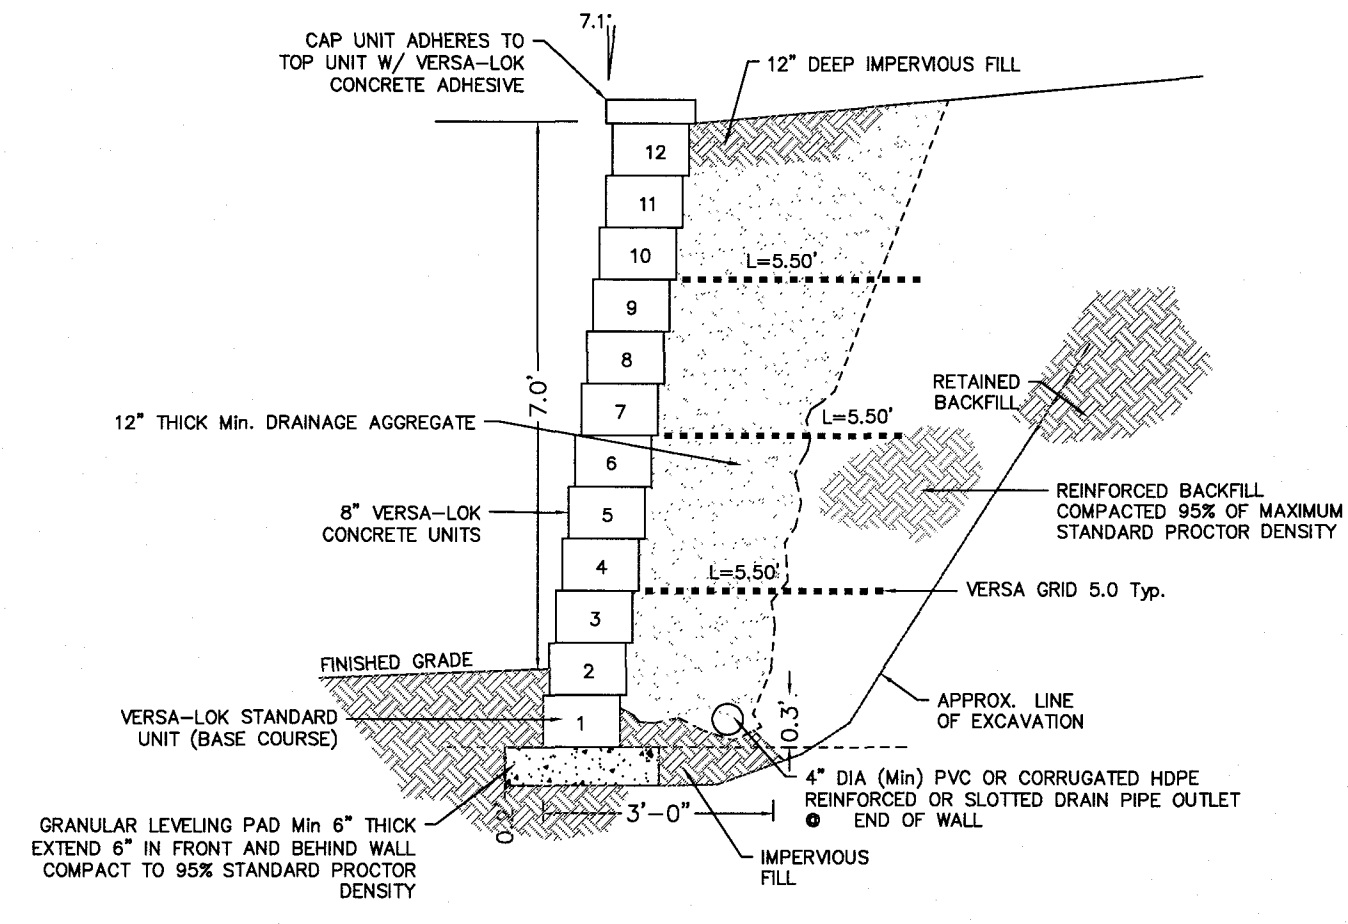 7.1°
CAP UNIT ADHERES TO
TOP UNIT W/ VERSA-LOK
CONCRETE ADHESIVE
12" DEEP IMPERVIOUS FILL
12
11
10
L=5.50'
9
8
7
7.0'
RETAINED
BACKFILL
12" THICK Min. DRAINAGE AGGREGATE
L=5.50'
6
REINFORCED BACKFILL
COMPACTED 95% OF MAXIMUM
STANDARD PROCTOR DENSITY
8" VERSA-LOK
CONCRETE UNITS
5
4
L=5.50'
VERSA GRID 5.0 Typ.
3
FINISHED GRADE
2
APPROX. LINE
OF EXCAVATION
VERSA-LOK STANDARD
UNIT (BASE COURSE)
1
0.3'
4" DIA (Min) PVC OR CORRUGATED HDPE
REINFORCED OR SLOTTED DRAIN PIPE OUTLET
@ END OF WALL
3'-0"
GRANULAR LEVELING PAD Min 6" THICK
EXTEND 6" IN FRONT AND BEHIND WALL
COMPACT TO 95% STANDARD PROCTOR
DENSITY
IMPERVIOUS
FILL